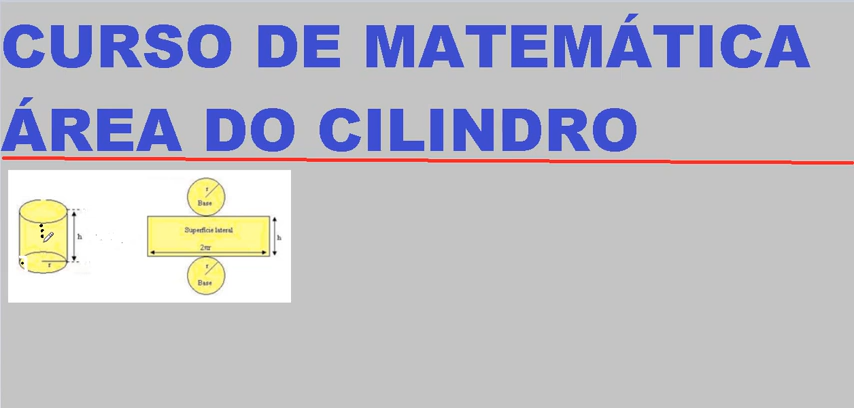 CURSO DE MATEMÁTICA
ÁREA DO CILINDRO
h
r
r
Base
Superfície lateral
2πr
h
r
Base